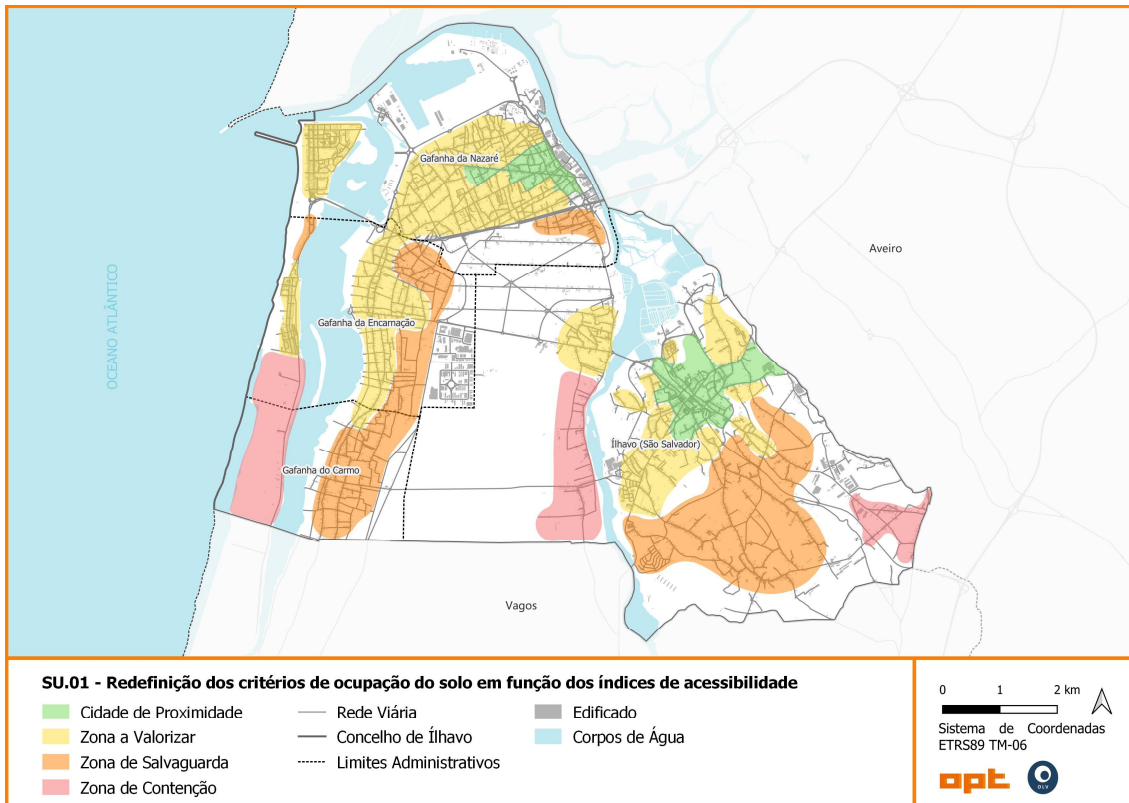 Gafanha da Nazaré
Aveiro
OCEANO ATLÂNTICO
Gafanha da Encarnação
Ílhavo (São Salvador)
Gafanha do Carmo
Vagos
SU.01 - Redefinição dos critérios de ocupação do solo em função dos índices de acessibilidade
Cidade de Proximidade
Zona a Valorizar
Zona de Salvaguarda
Zona de Contenção
Rede Viária
Concelho de Ílhavo
Limites Administrativos
Edificado
Corpos de Água
0 1 2 km
Sistema de Coordenadas
ETRS89 TM-06
opt
OLV